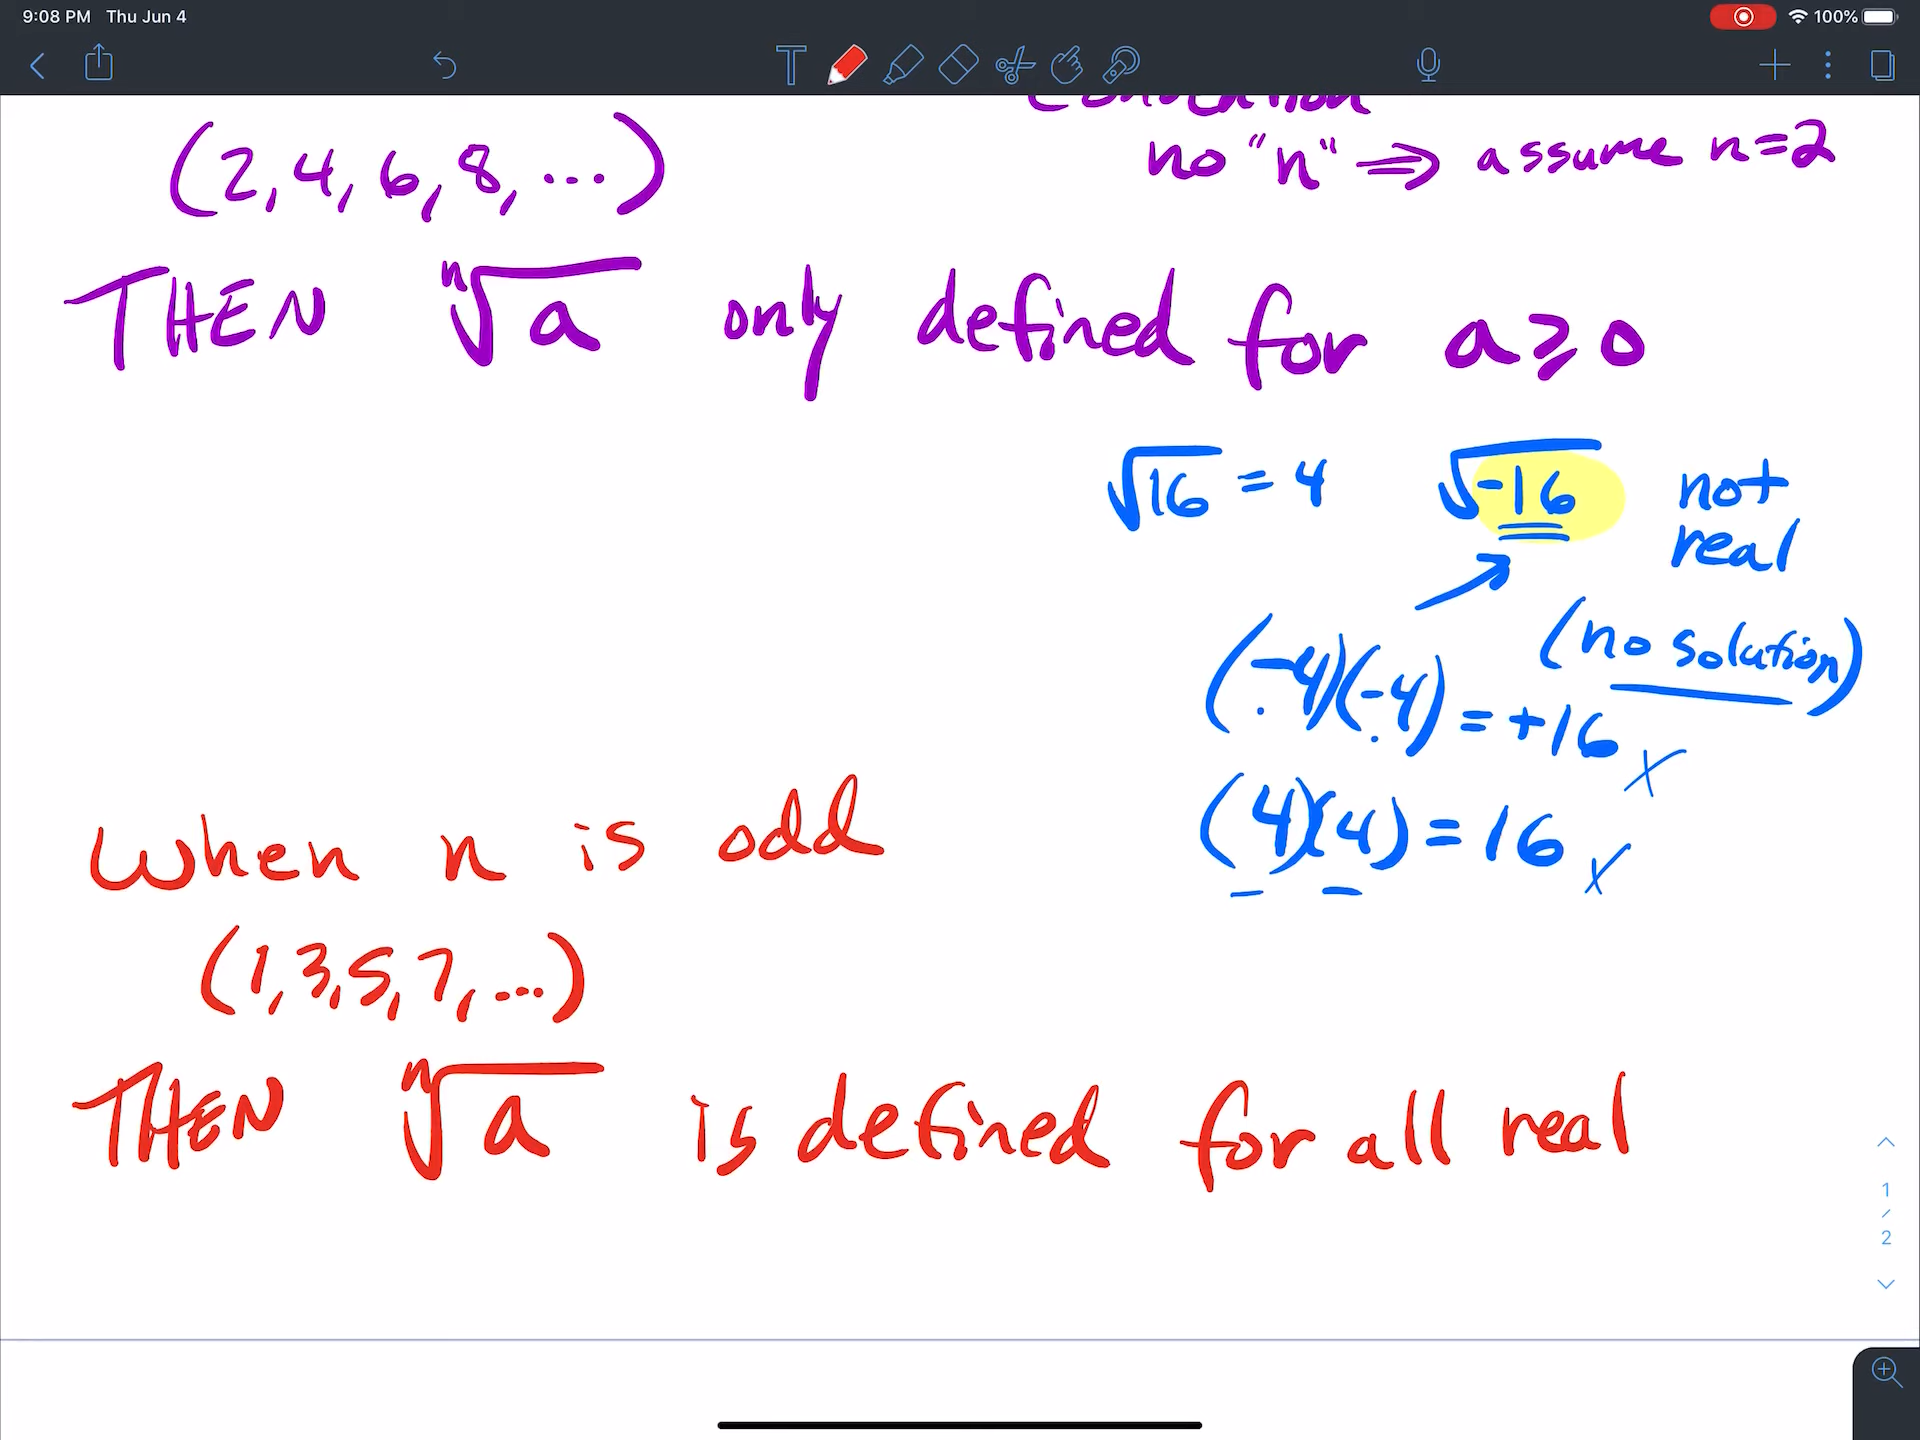 9:08 PM Thu Jun 4
100%
Convention
(2, 4, 6, 8, ...)
no "n" ⇒ assume n=2
THEN ⁿ√a only defined for a ≥ 0
√16 = 4 √-16 not real
(no solution)
(-4)(-4) = +16 x
(4)(4) = 16 x
When n is odd
(1, 3, 5, 7, ...)
THEN ⁿ√a is defined for all real
1
/
2